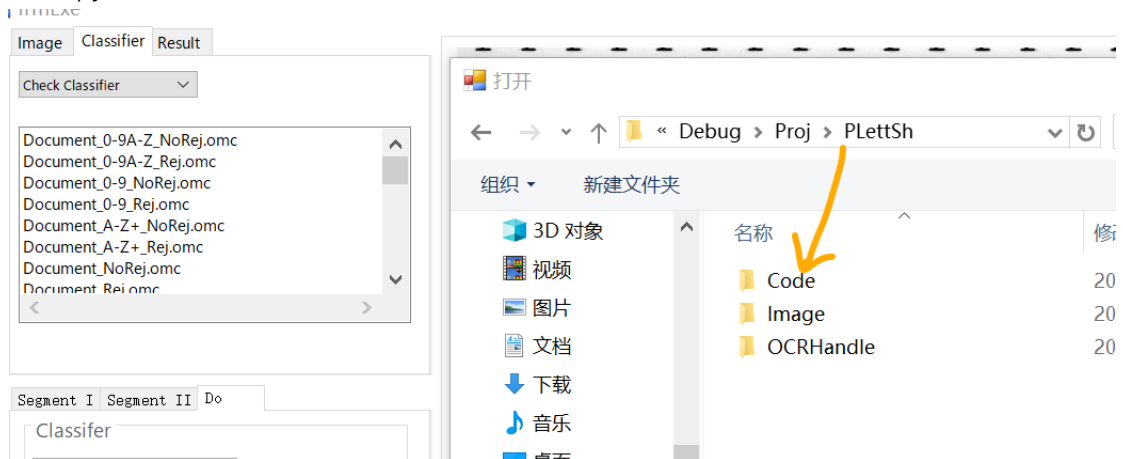 Image Classifier Result
Check Classifier
Document_0-9A-Z_NoRej.omc
Document_0-9A-Z_Rej.omc
Document_0-9_NoRej.omc
Document_0-9_Rej.omc
Document_A-Z+_NoRej.omc
Document_A-Z+_Rej.omc
Document_NoRej.omc
Document_Rej.omc
Segment I Segment II Do
Classifer
打开
« Debug > Proj > PLettSh
组织 新建文件夹
3D 对象
视频
图片
文档
下载
音乐
桌面
名称 修
Code 20
Image 20
OCRHandle 20